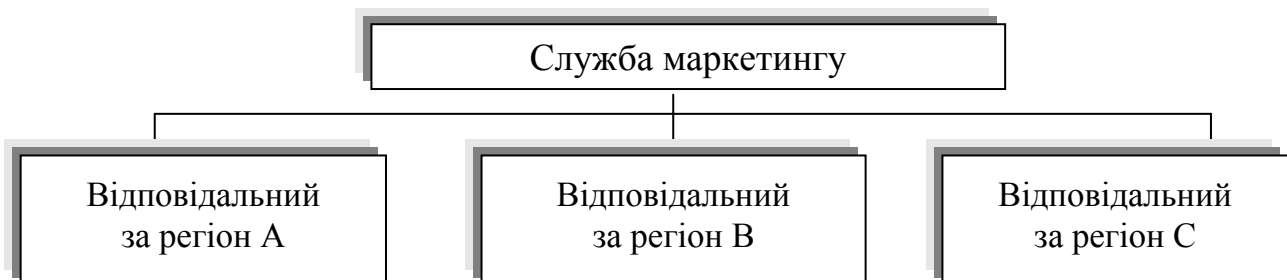 Служба маркетингу
Відповідальний
за регіон А
Відповідальний
за регіон В
Відповідальний
за регіон С